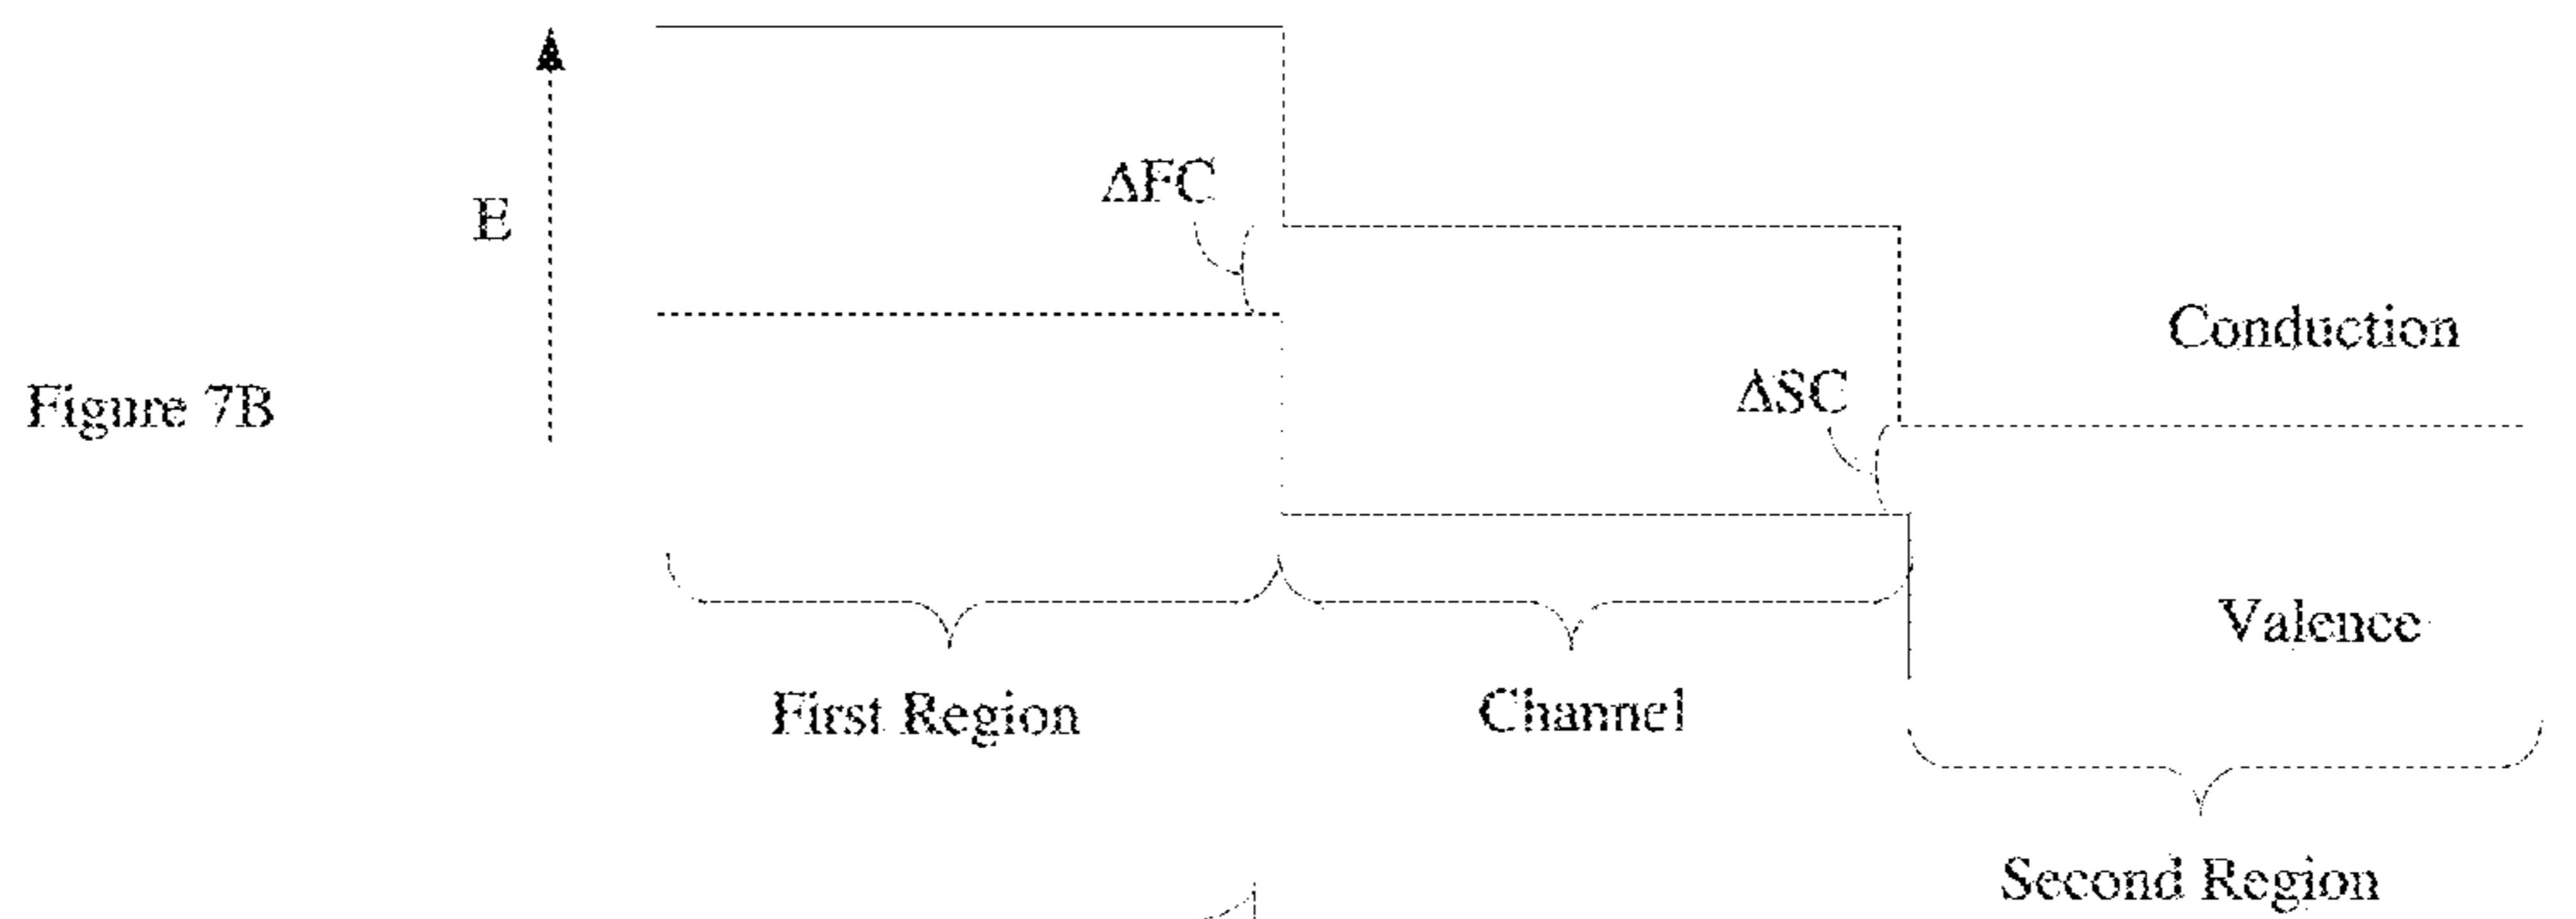 ΔFC
E
Conduction
ΔSC
Figure 7B
Valence
First Region
Channel
Second Region